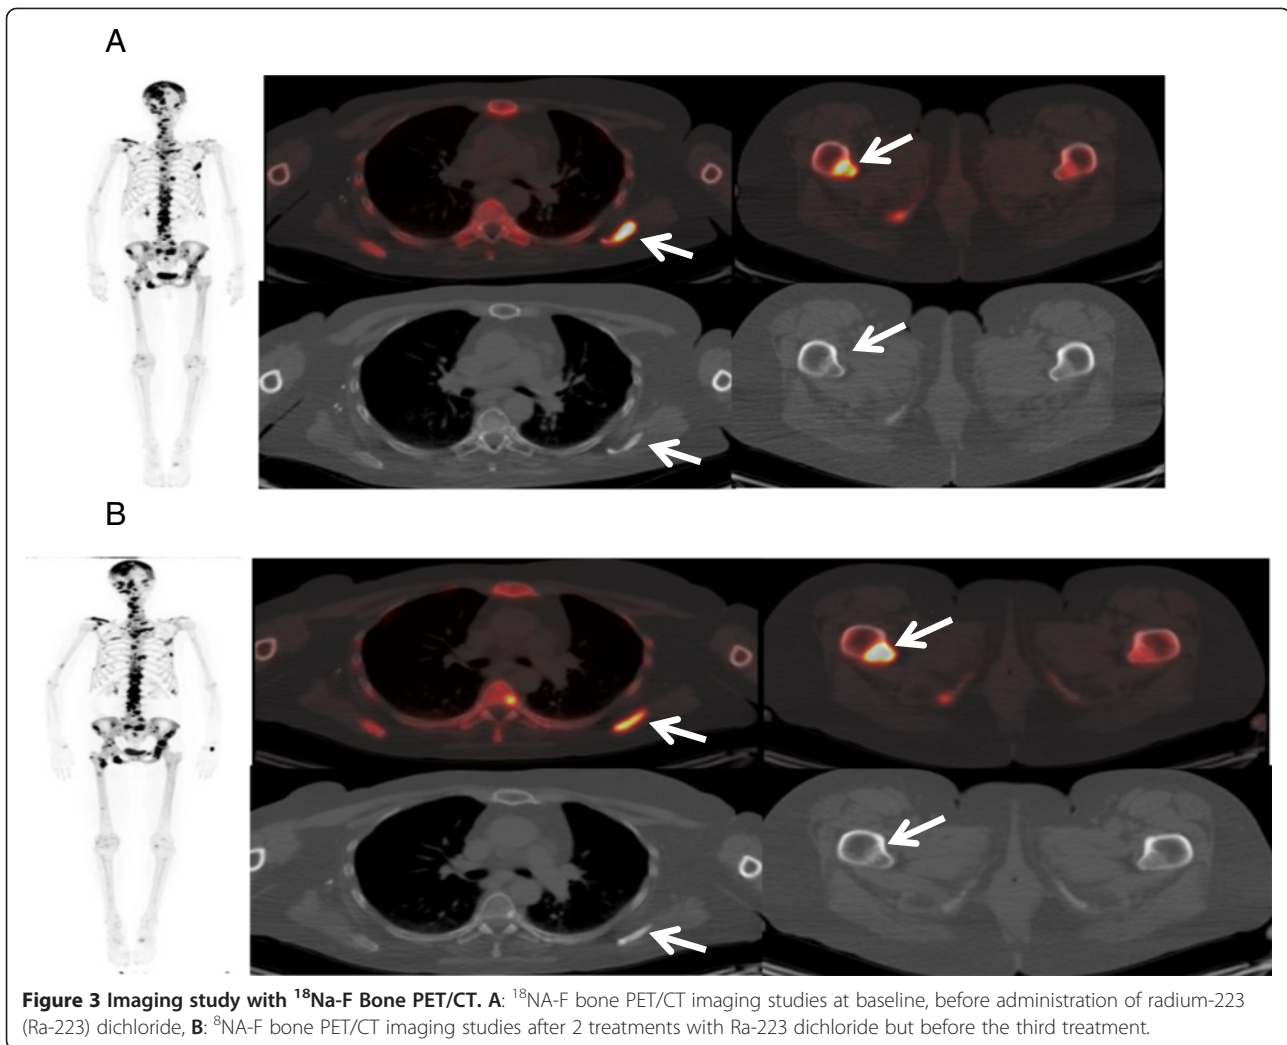 A
B
Figure 3 Imaging study with ¹⁸Na-F Bone PET/CT. A: ¹⁸NA-F bone PET/CT imaging studies at baseline, before administration of radium-223
(Ra-223) dichloride, B: ⁸NA-F bone PET/CT imaging studies after 2 treatments with Ra-223 dichloride but before the third treatment.